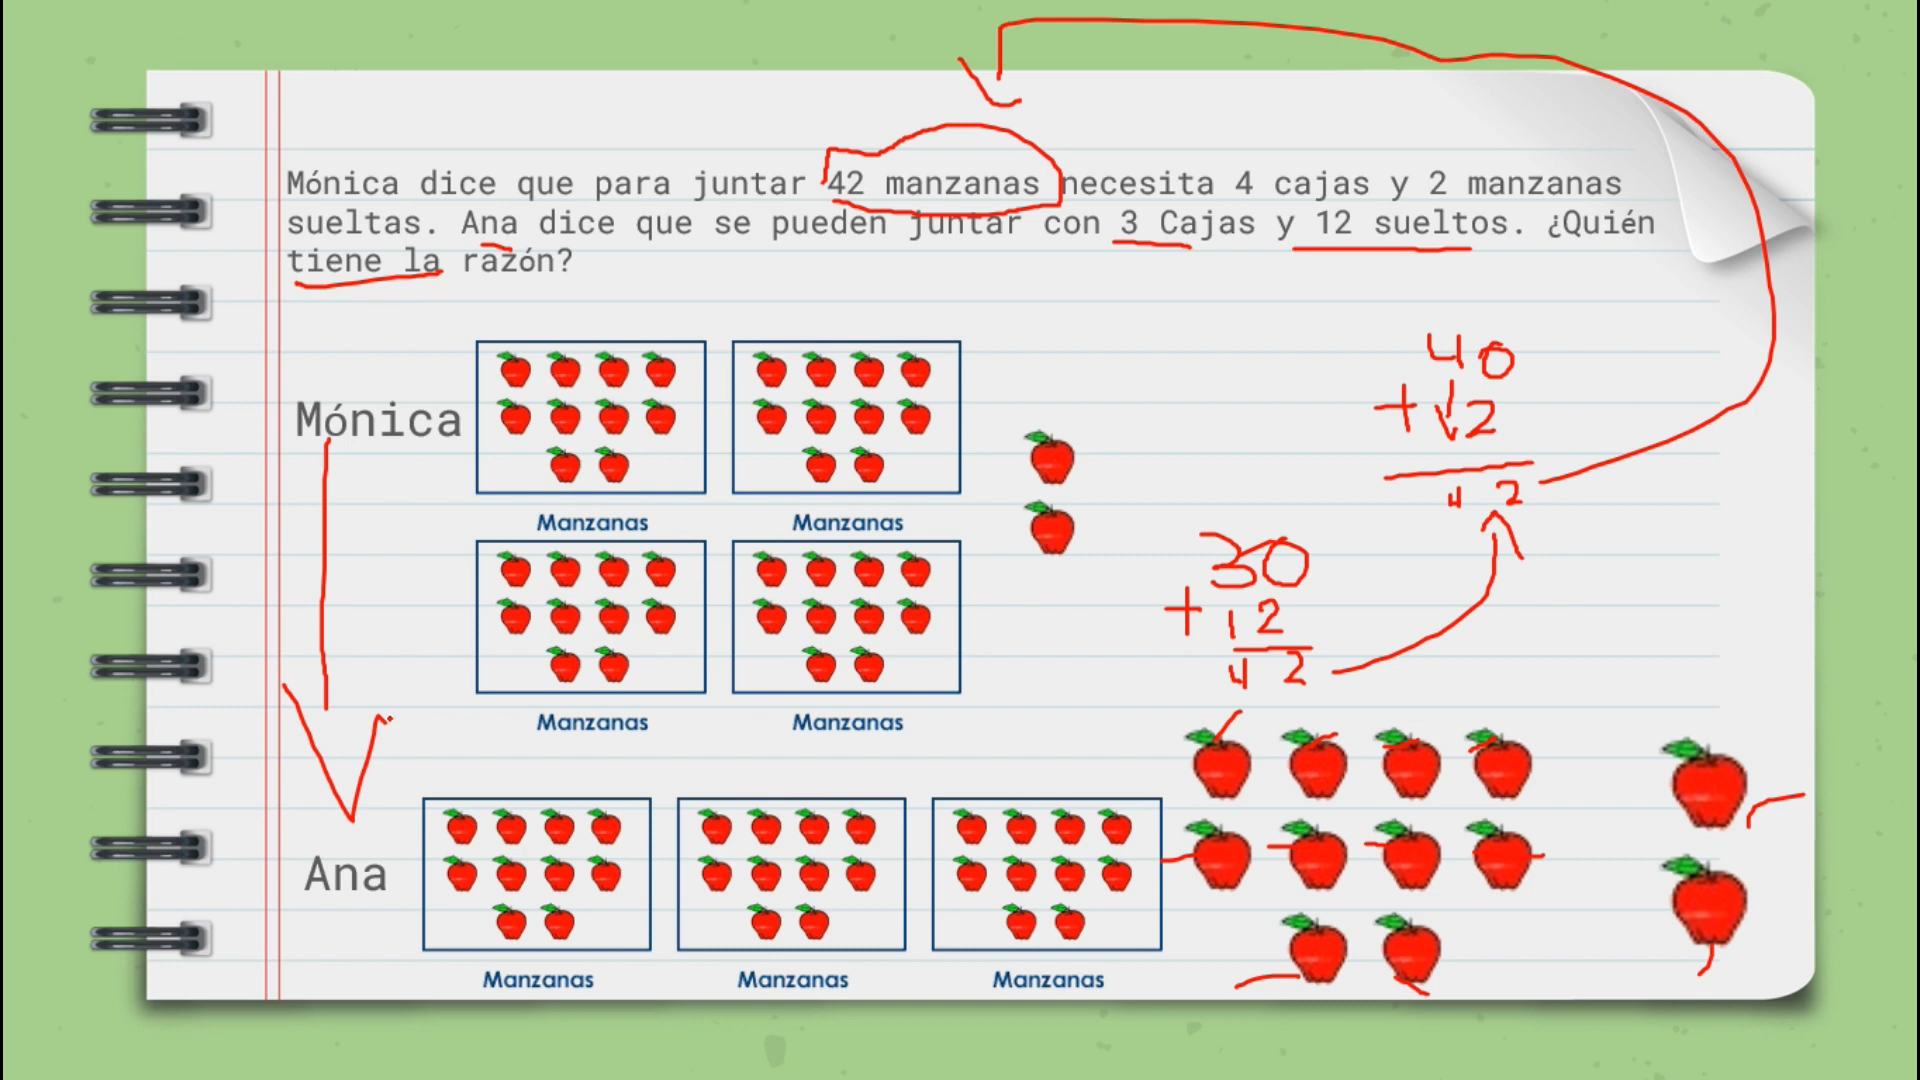 Mónica dice que para juntar 42 manzanas necesita 4 cajas y 2 manzanas
sueltas. Ana dice que se pueden juntar con 3 Cajas y 12 sueltos. ¿Quién
tiene la razón?
Mónica
Manzanas Manzanas
Manzanas Manzanas
40
+ 2
42
30
+ 12
42
Ana
Manzanas Manzanas Manzanas